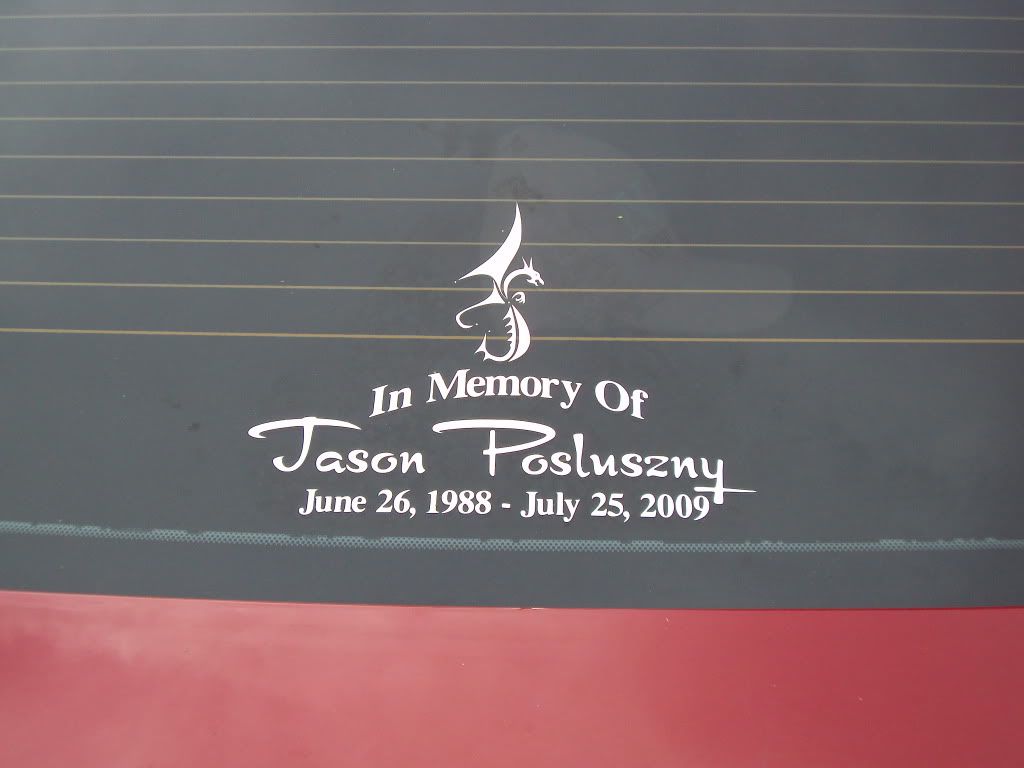 In Memory Of
Jason Posluszny
June 26, 1988 - July 25, 2009